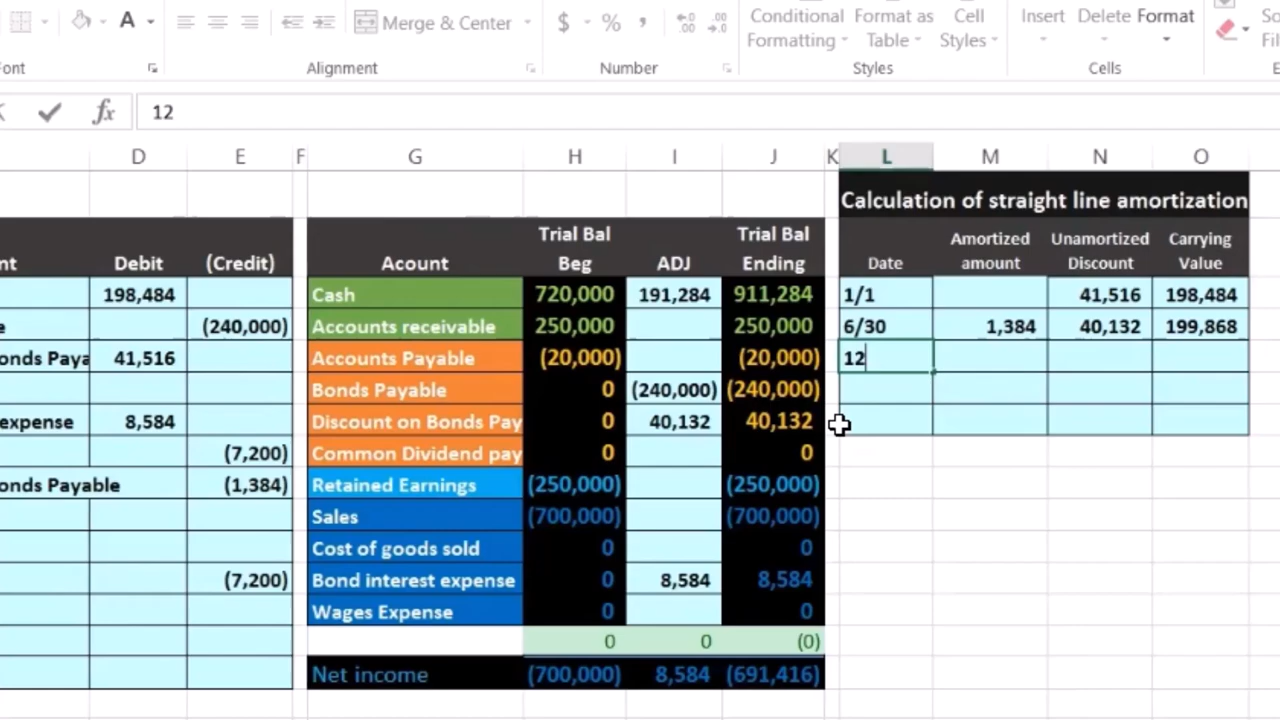 Merge & Center
$ % ,
Conditional Formatting
Format as Table
Cell Styles
Insert Delete Format
Alignment Number Styles Cells
fx 12
D E F G H I J K L M N O
Calculation of straight line amortization
Debit (Credit) Acount Trial Bal Beg ADJ Trial Bal Ending Date Amortized amount Unamortized Discount Carrying Value
198,484 Cash 720,000 191,284 911,284 1/1 41,516 198,484
(240,000) Accounts receivable 250,000 250,000 6/30 1,384 40,132 199,868
onds Paya 41,516 Accounts Payable (20,000) (20,000) 12
Bonds Payable 0 (240,000) (240,000)
expense 8,584 Discount on Bonds Pay 0 40,132 40,132
(7,200) Common Dividend pay 0 0
onds Payable (1,384) Retained Earnings (250,000) (250,000)
Sales (700,000) (700,000)
Cost of goods sold 0 0
(7,200) Bond interest expense 0 8,584 8,584
Wages Expense 0 0
0 0 (0)
Net income (700,000) 8,584 (691,416)